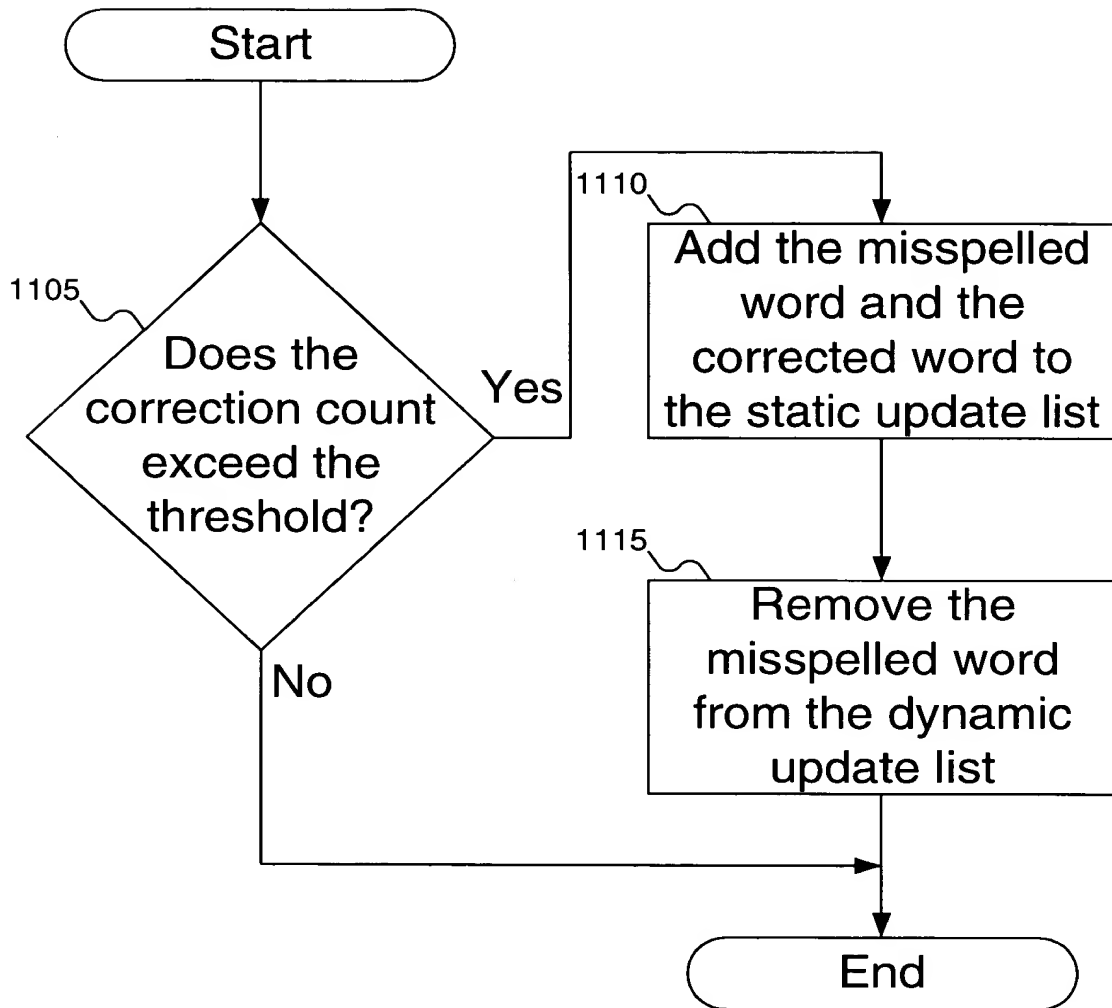 Start
1105
Does the
correction count
exceed the
threshold?
Yes
No
1110
Add the misspelled
word and the
corrected word to
the static update list
1115
Remove the
misspelled word
from the dynamic
update list
End